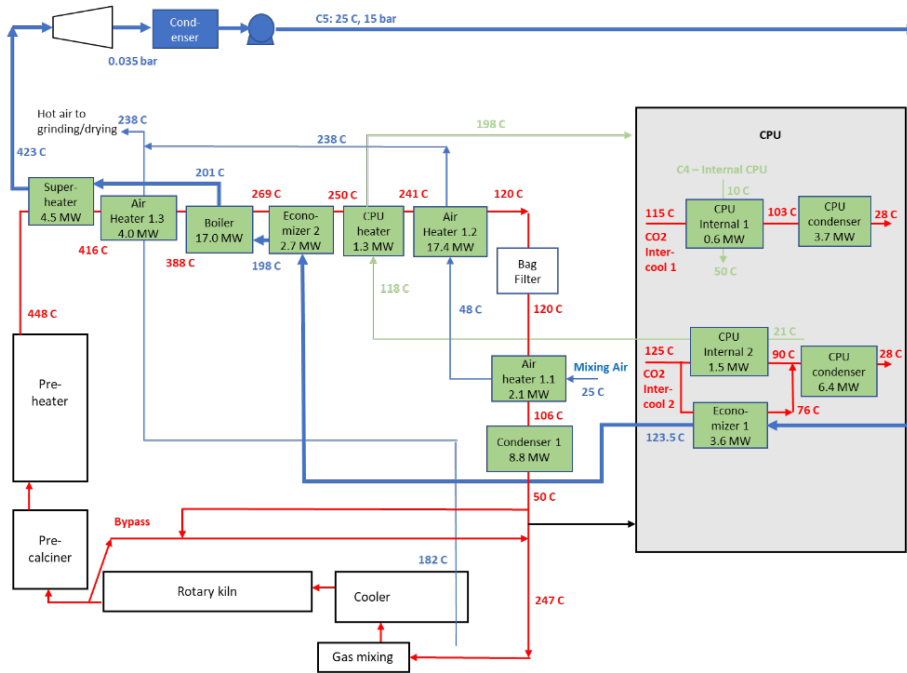 Cond-
enser
C5: 25 C, 15 bar
0.035 bar
Hot air to
grinding/drying
238 C
238 C
198 C
423 C
201 C
Super-
heater
4.5 MW
Air
Heater 1.3
4.0 MW
Boiler
17.0 MW
269 C
Econo-
mizer 2
2.7 MW
250 C
CPU
heater
1.3 MW
241 C
Air
Heater 1.2
17.4 MW
120 C
416 C
388 C
198 C
118 C
48 C
Bag
Filter
120 C
448 C
Pre-
heater
Air
heater 1.1
2.1 MW
Mixing Air
25 C
106 C
Condenser 1
8.8 MW
50 C
Bypass
Pre-
calciner
Rotary kiln
Cooler
182 C
247 C
Gas mixing
CPU
C4 – Internal CPU
10 C
115 C
CO2
Inter-
cool 1
CPU
Internal 1
0.6 MW
103 C
CPU
condenser
3.7 MW
28 C
50 C
21 C
125 C
CO2
Inter-
cool 2
CPU
Internal 2
1.5 MW
90 C
CPU
condenser
6.4 MW
28 C
76 C
Econo-
mizer 1
3.6 MW
123.5 C